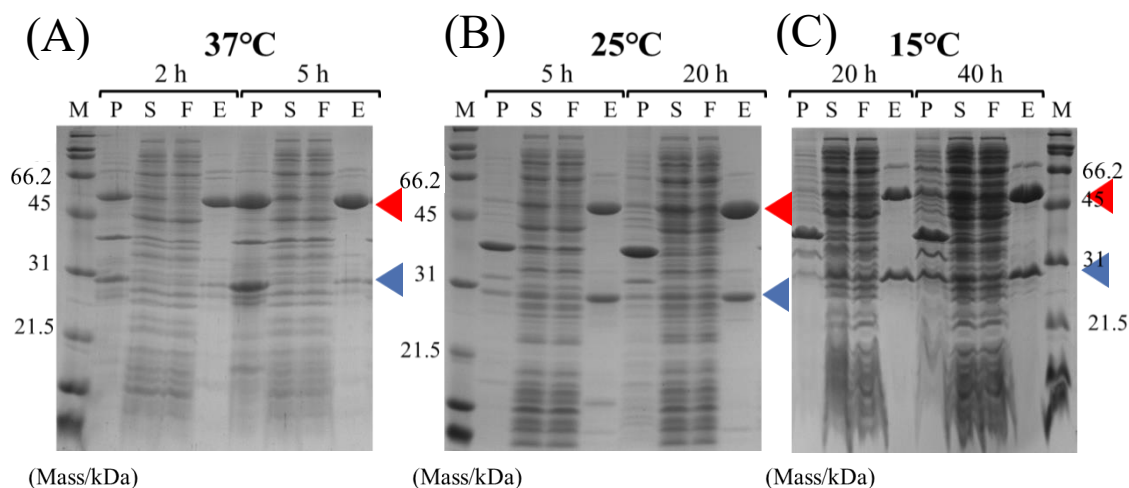 (A) 37°C
2 h 5 h
M P S F E P S F E
66.2
45
31
21.5
(Mass/kDa)
(B) 25°C
5 h 20 h
M P S F E P S F E
66.2
45
31
21.5
(Mass/kDa)
(C) 15°C
20 h 40 h
P S F E P S F E M
66.2
45
31
21.5
(Mass/kDa)